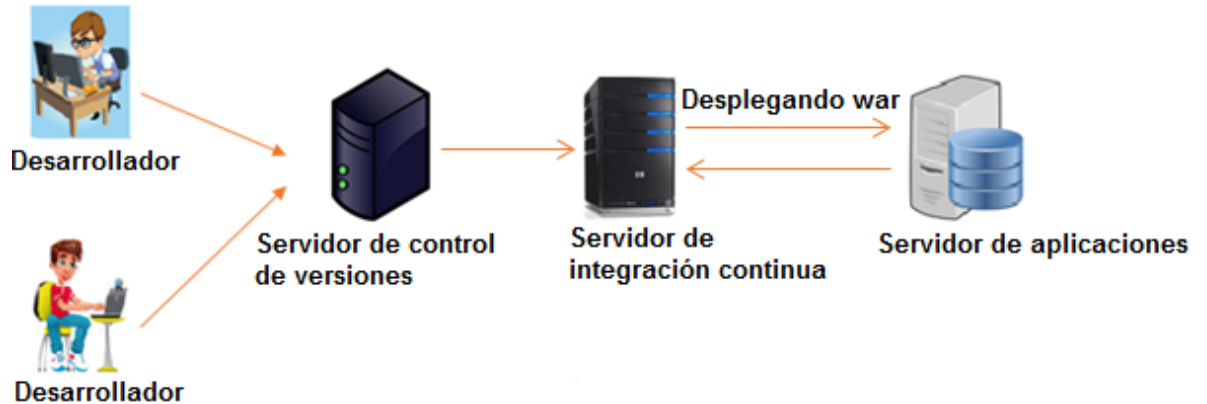 Desarrollador
Desarrollador
Servidor de control
de versiones
Servidor de
integración continua
Desplegando war
Servidor de aplicaciones